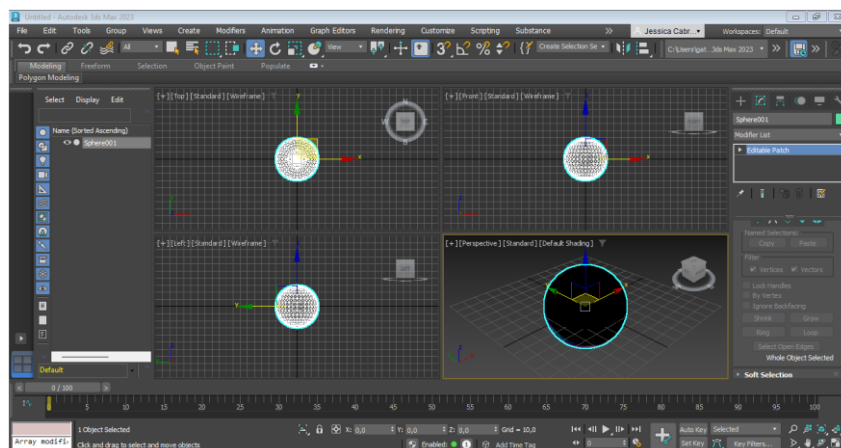 Untitled - Autodesk 3ds Max 2023
File Edit Tools Group Views Create Modifiers Animation Graph Editors Rendering Customize Scripting Substance » Jessica Cabr... Workspaces: Default
All View Create Selection Se C:\Users\gat...3ds Max 2023
Modeling Freeform Selection Object Paint Populate
Polygon Modeling
Select Display Edit
Name (Sorted Ascending)
Sphere001
Default
[+] [Top] [Standard] [Wireframe]
[+] [Front] [Standard] [Wireframe]
[+] [Left] [Standard] [Wireframe]
[+] [Perspective] [Standard] [Default Shading]
Sphere001
Modifier List
Editable Patch
Named Selections:
Copy Paste
Filter
Vertices Vectors
Lock Handles
By Vertex
Ignore Backfacing
Shrink Grow
Ring Loop
Select Open Edges
Whole Object Selected
Soft Selection
0 / 100
0 5 10 15 20 25 30 35 40 45 50 55 60 65 70 75 80 85 90 95 100
1 Object Selected X: 0,0 Y: 0,0 Z: 0,0 Grid = 10,0 Auto Key Selected
Array modifi Click and drag to select and move objects Enabled: Add Time Tag 0 Set Key Key Filters...